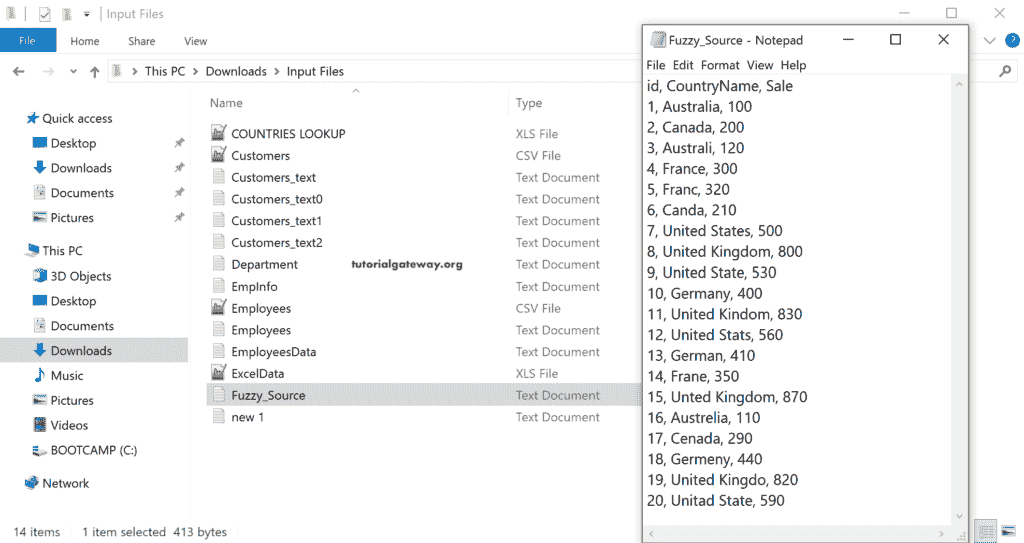 Input Files
File Home Share View
This PC > Downloads > Input Files
Name Type
COUNTRIES LOOKUP XLS File
Customers CSV File
Customers_text Text Document
Customers_text0 Text Document
Customers_text1 Text Document
Customers_text2 Text Document
Department Text Document
EmpInfo Text Document
Employees CSV File
Employees Text Document
EmployeesData Text Document
ExcelData XLS File
Fuzzy_Source Text Document
new 1 Text Document
tutorialgateway.org
Quick access
Desktop
Downloads
Documents
Pictures
This PC
3D Objects
Desktop
Documents
Downloads
Music
Pictures
Videos
BOOTCAMP (C:)
Network
14 items 1 item selected 413 bytes
Fuzzy_Source - Notepad
File Edit Format View Help
id, CountryName, Sale
1, Australia, 100
2, Canada, 200
3, Australi, 120
4, France, 300
5, Franc, 320
6, Canda, 210
7, United States, 500
8, United Kingdom, 800
9, United State, 530
10, Germany, 400
11, United Kindom, 830
12, United Stats, 560
13, German, 410
14, Frane, 350
15, Unted Kingdom, 870
16, Austrelia, 110
17, Cenada, 290
18, Germeny, 440
19, United Kingdo, 820
20, Unitad State, 590